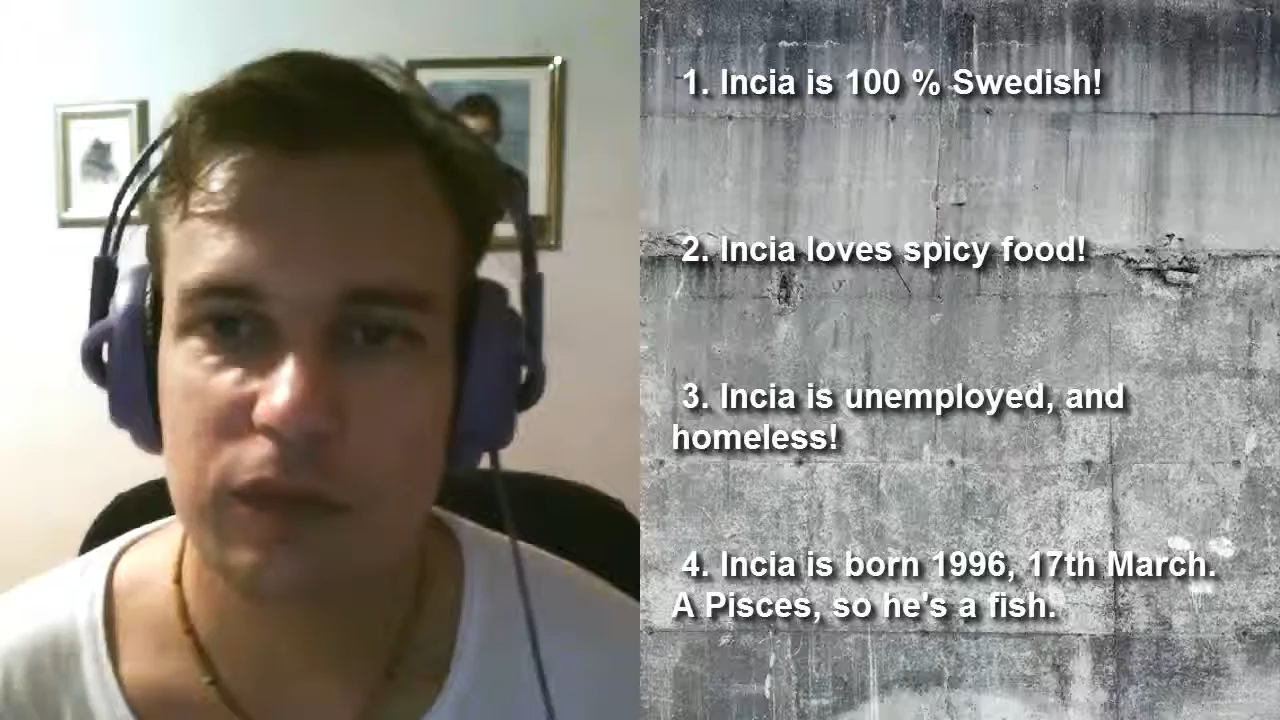 1. Incia is 100 % Swedish!
2. Incia loves spicy food!
3. Incia is unemployed, and
homeless!
4. Incia is born 1996, 17th March.
A Pisces, so he's a fish.